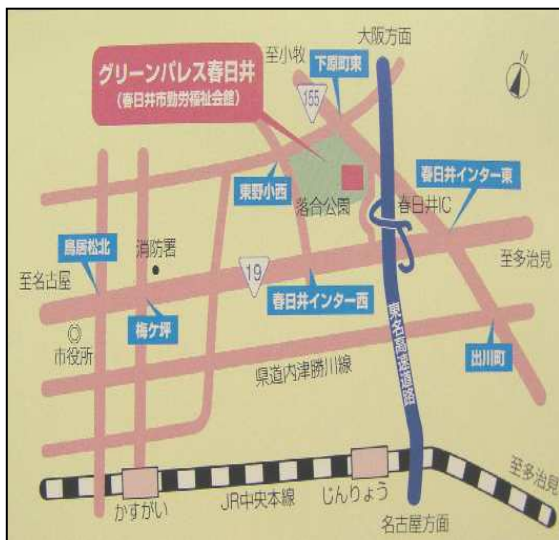 大阪方面
至小牧
下原町東
グリーンパレス春日井
(春日井市勤労福祉会館)
155
N
春日井インター東
東野小西
落合公園
春日井IC
鳥居松北
消防署
至名古屋
19
至多治見
春日井インター西
梅ケ坪
市役所
東名高速道路
出川町
県道内津勝川線
至多治見
かすがい
JR中央本線
じんりょう
名古屋方面